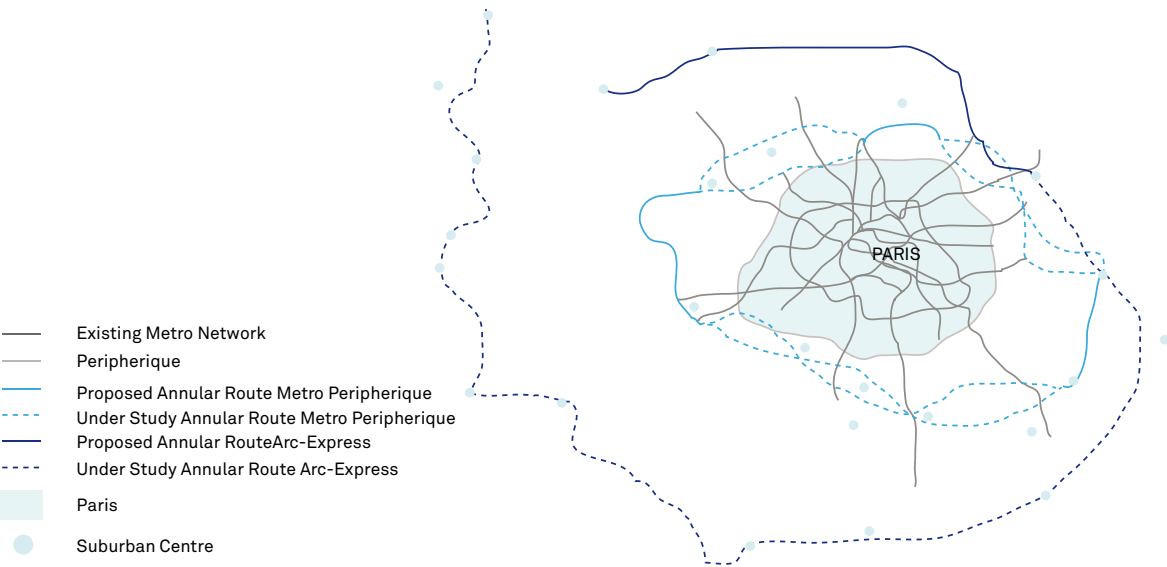 PARIS
Existing Metro Network
Peripherique
Proposed Annular Route Metro Peripherique
Under Study Annular Route Metro Peripherique
Proposed Annular RouteArc-Express
Under Study Annular Route Arc-Express
Paris
Suburban Centre